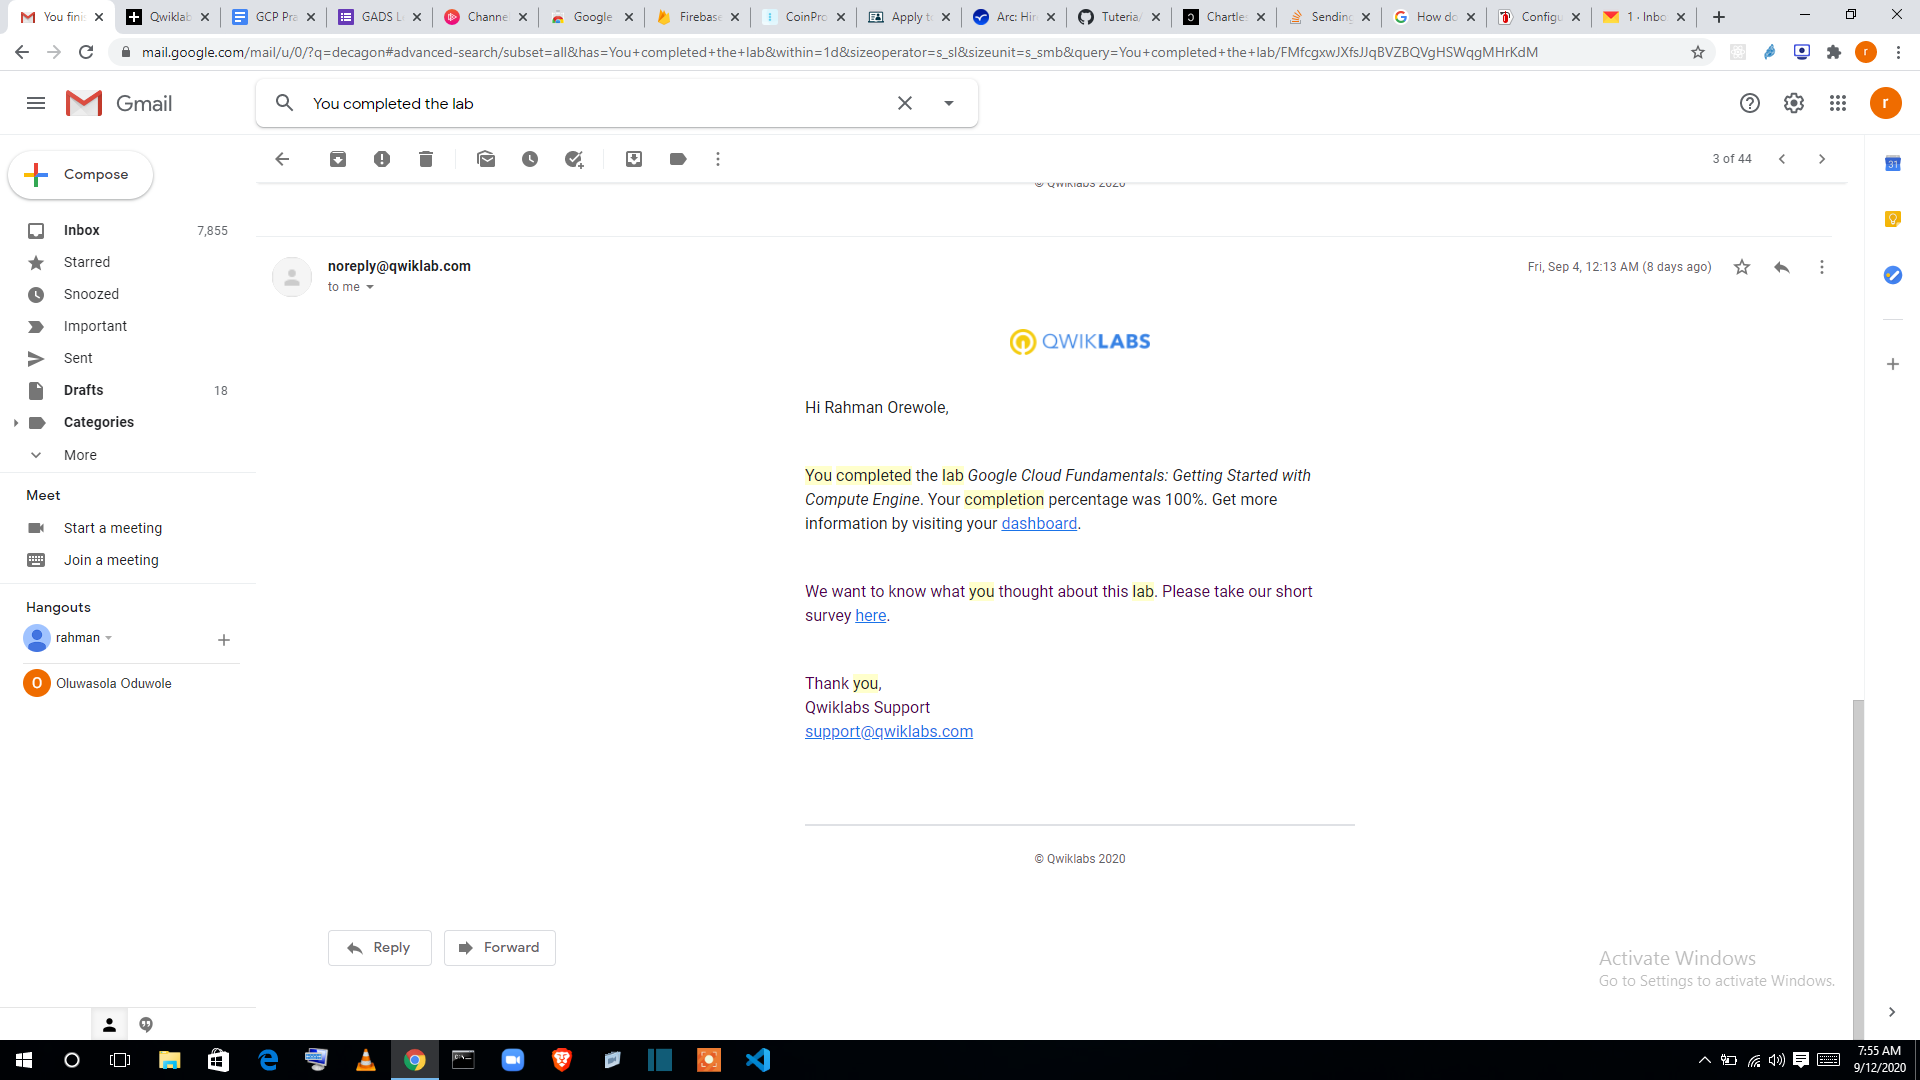 You fini
Qwiklab
GCP Pra
GADS L
Channel
Google
Firebase
CoinPro
Apply to
Arc: Hir
Tuteria/
Chartle
Sending
How do
Configu
1 · Inbo
mail.google.com/mail/u/0/?q=decagon#advanced-search/subset=all&has=You+completed+the+lab&within=1d&sizeoperator=s_sl&sizeunit=s_smb&query=You+completed+the+lab/FMfcgxwJXfsJJqBVZBQVgHSWqgMHrKdM
r
Gmail
You completed the lab
r
Compose
3 of 44
31
© Qwiklabs 2020
Inbox 7,855
Starred
Snoozed
Important
Sent
Drafts 18
Categories
More
Meet
Start a meeting
Join a meeting
Hangouts
rahman
O Oluwasola Oduwole
noreply@qwiklab.com
Fri, Sep 4, 12:13 AM (8 days ago)
to me
QWIKLABS
Hi Rahman Orewole,
You completed the lab Google Cloud Fundamentals: Getting Started with
Compute Engine. Your completion percentage was 100%. Get more
information by visiting your dashboard.
We want to know what you thought about this lab. Please take our short
survey here.
Thank you,
Qwiklabs Support
support@qwiklabs.com
© Qwiklabs 2020
Reply
Forward
Activate Windows
Go to Settings to activate Windows.
7:55 AM
9/12/2020